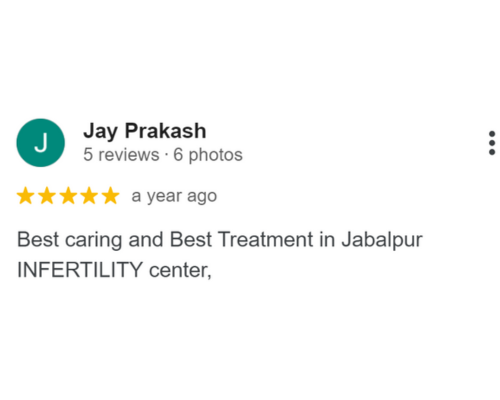 J
Jay Prakash
5 reviews · 6 photos
a year ago
Best caring and Best Treatment in Jabalpur
INFERTILITY center,